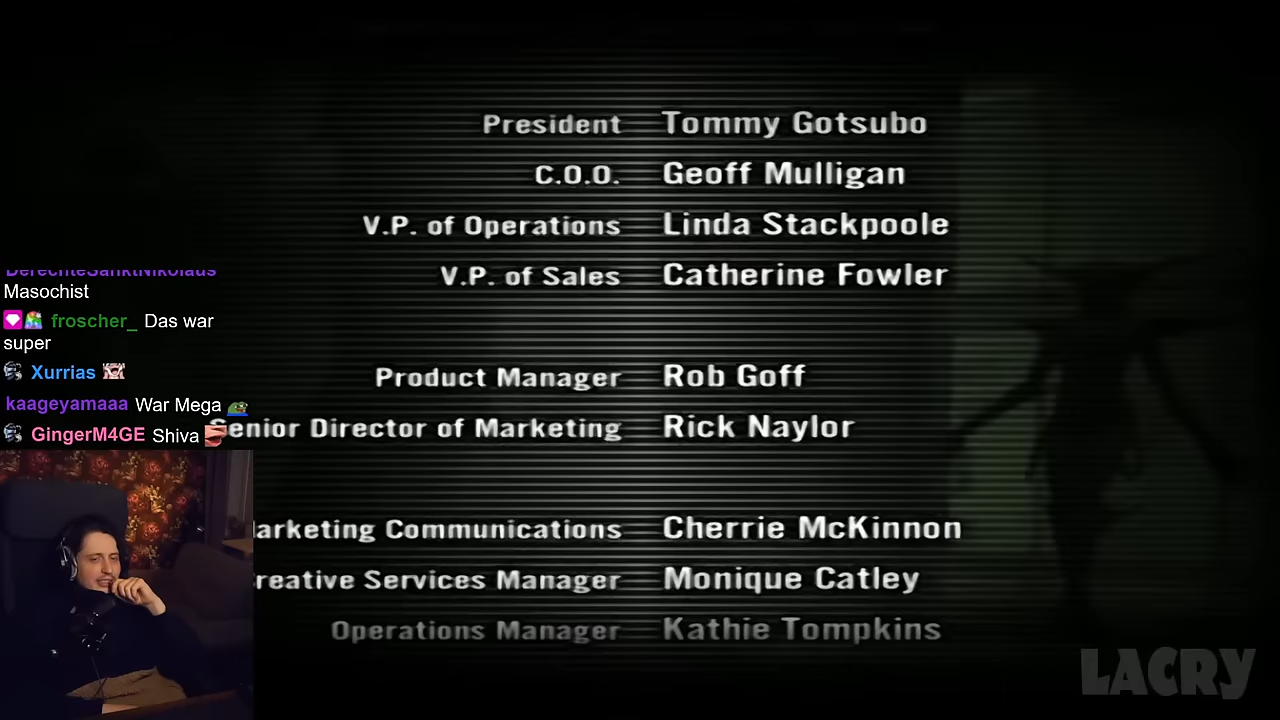 President Tommy Gotsubo
C.O.O. Geoff Mulligan
V.P. of Operations Linda Stackpoole
V.P. of Sales Catherine Fowler
Product Manager Rob Goff
Senior Director of Marketing Rick Naylor
arketing Communications Cherrie McKinnon
reative Services Manager Monique Catley
Operations Manager Kathie Tompkins
DerechteSanktNikolaus
Masochist
froscher_ Das war
super
Xurrias
kaageyamaaa War Mega
GingerM4GE Shiva
LACRY